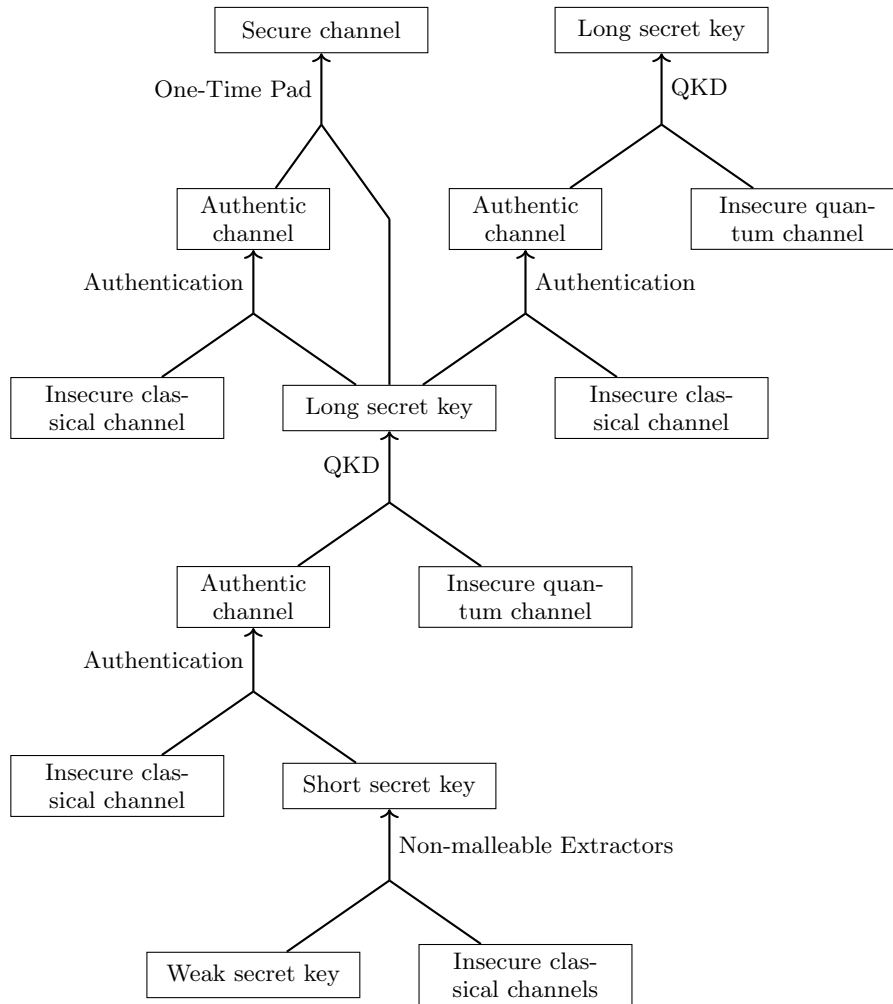 Secure channel
Long secret key
One-Time Pad
QKD
Authentic
channel
Authentic
channel
Insecure quan-
tum channel
Authentication
Authentication
Insecure clas-
sical channel
Long secret key
Insecure clas-
sical channel
QKD
Authentic
channel
Insecure quan-
tum channel
Authentication
Insecure clas-
sical channel
Short secret key
Non-malleable Extractors
Weak secret key
Insecure clas-
sical channels